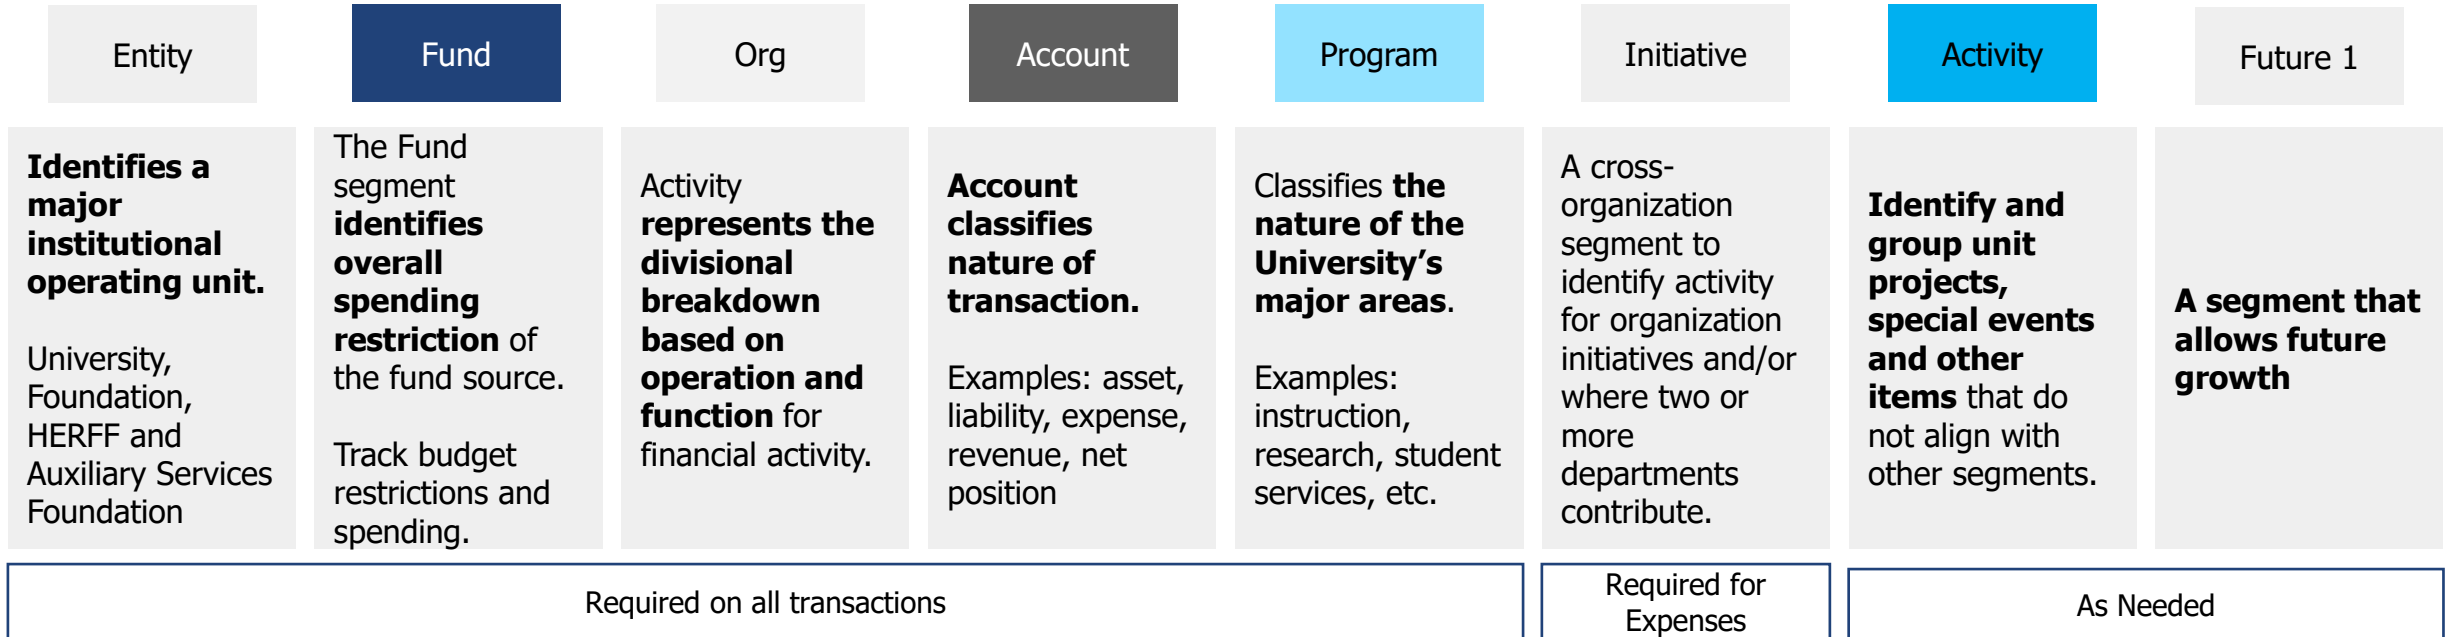 Entity
Fund
Org
Account
Program
Initiative
Activity
Future 1
Identifies a
major
institutional
operating unit.
University,
Foundation,
HERFF and
Auxiliary Services
Foundation
The Fund
segment
identifies
overall
spending
restriction of
the fund source.
Track budget
restrictions and
spending.
Activity
represents the
divisional
breakdown
based on
operation and
function for
financial activity.
Account
classifies
nature of
transaction.
Examples: asset,
liability, expense,
revenue, net
position
Classifies the
nature of the
University’s
major areas.
Examples:
instruction,
research, student
services, etc.
A cross-
organization
segment to
identify activity
for organization
initiatives and/or
where two or
more
departments
contribute.
Identify and
group unit
projects,
special events
and other
items that do
not align with
other segments.
A segment that
allows future
growth
Required on all transactions
Required for
Expenses
As Needed